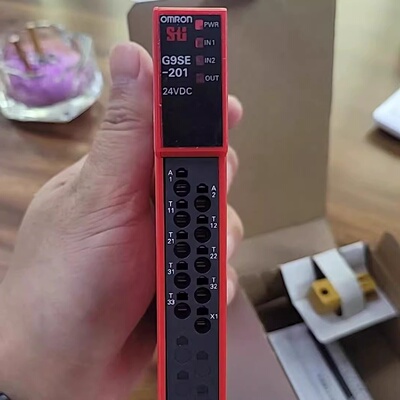 OMRON
PWR
STI
IN1
G9SE
IN2
-201
OUT
24VDC
A1
A2
T11
T12
T21
T22
T31
T32
T33
X1